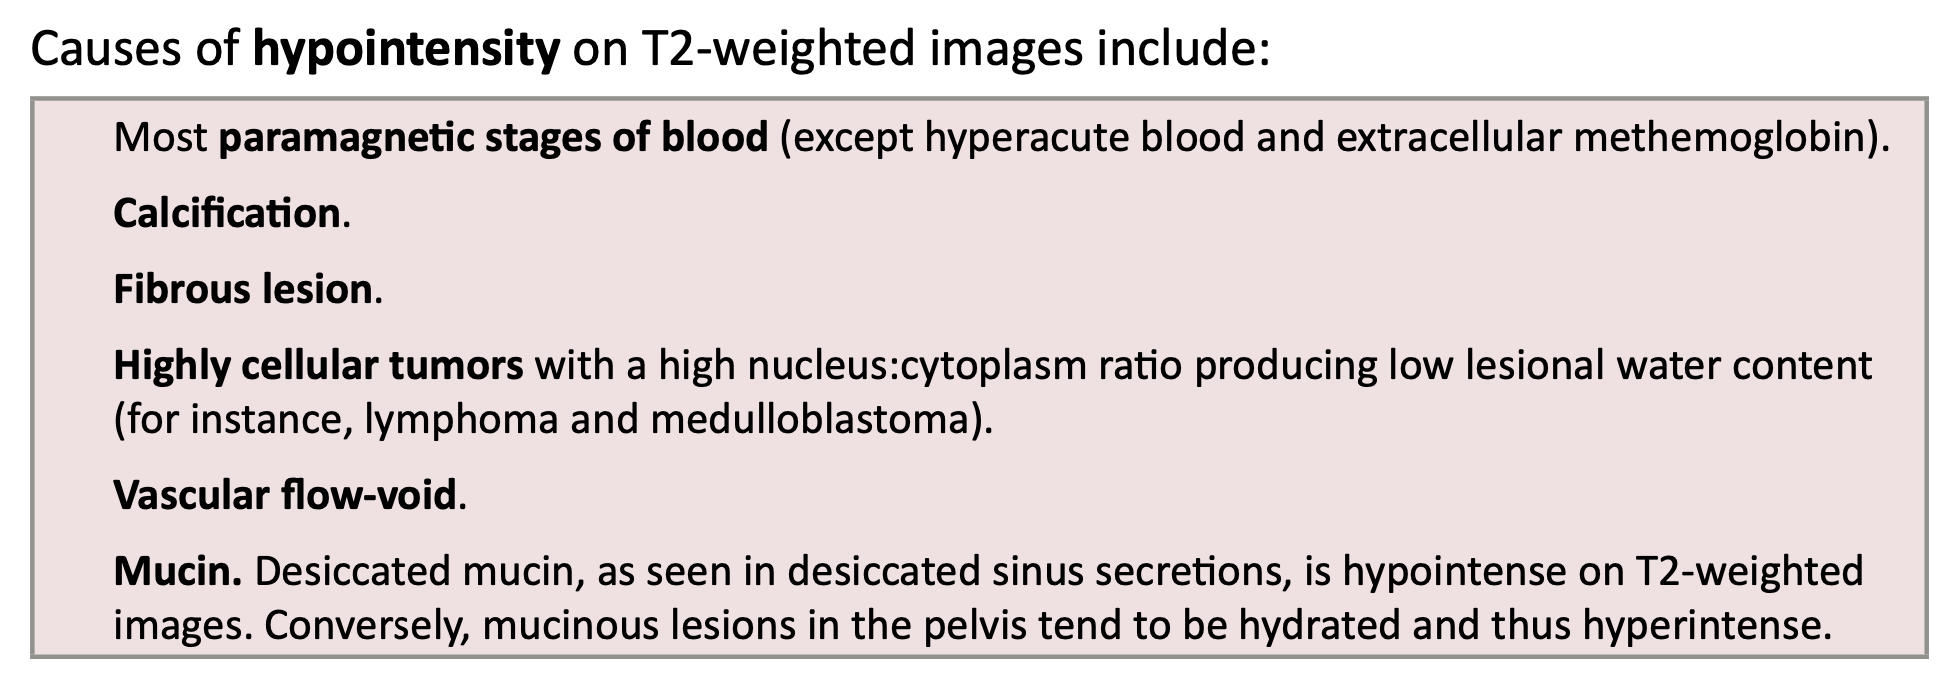 Causes of hypointensity on T2-weighted images include:
Most paramagnetic stages of blood (except hyperacute blood and extracellular methemoglobin).
Calcification.
Fibrous lesion.
Highly cellular tumors with a high nucleus:cytoplasm ratio producing low lesional water content
(for instance, lymphoma and medulloblastoma).
Vascular flow-void.
Mucin. Desiccated mucin, as seen in desiccated sinus secretions, is hypointense on T2-weighted
images. Conversely, mucinous lesions in the pelvis tend to be hydrated and thus hyperintense.